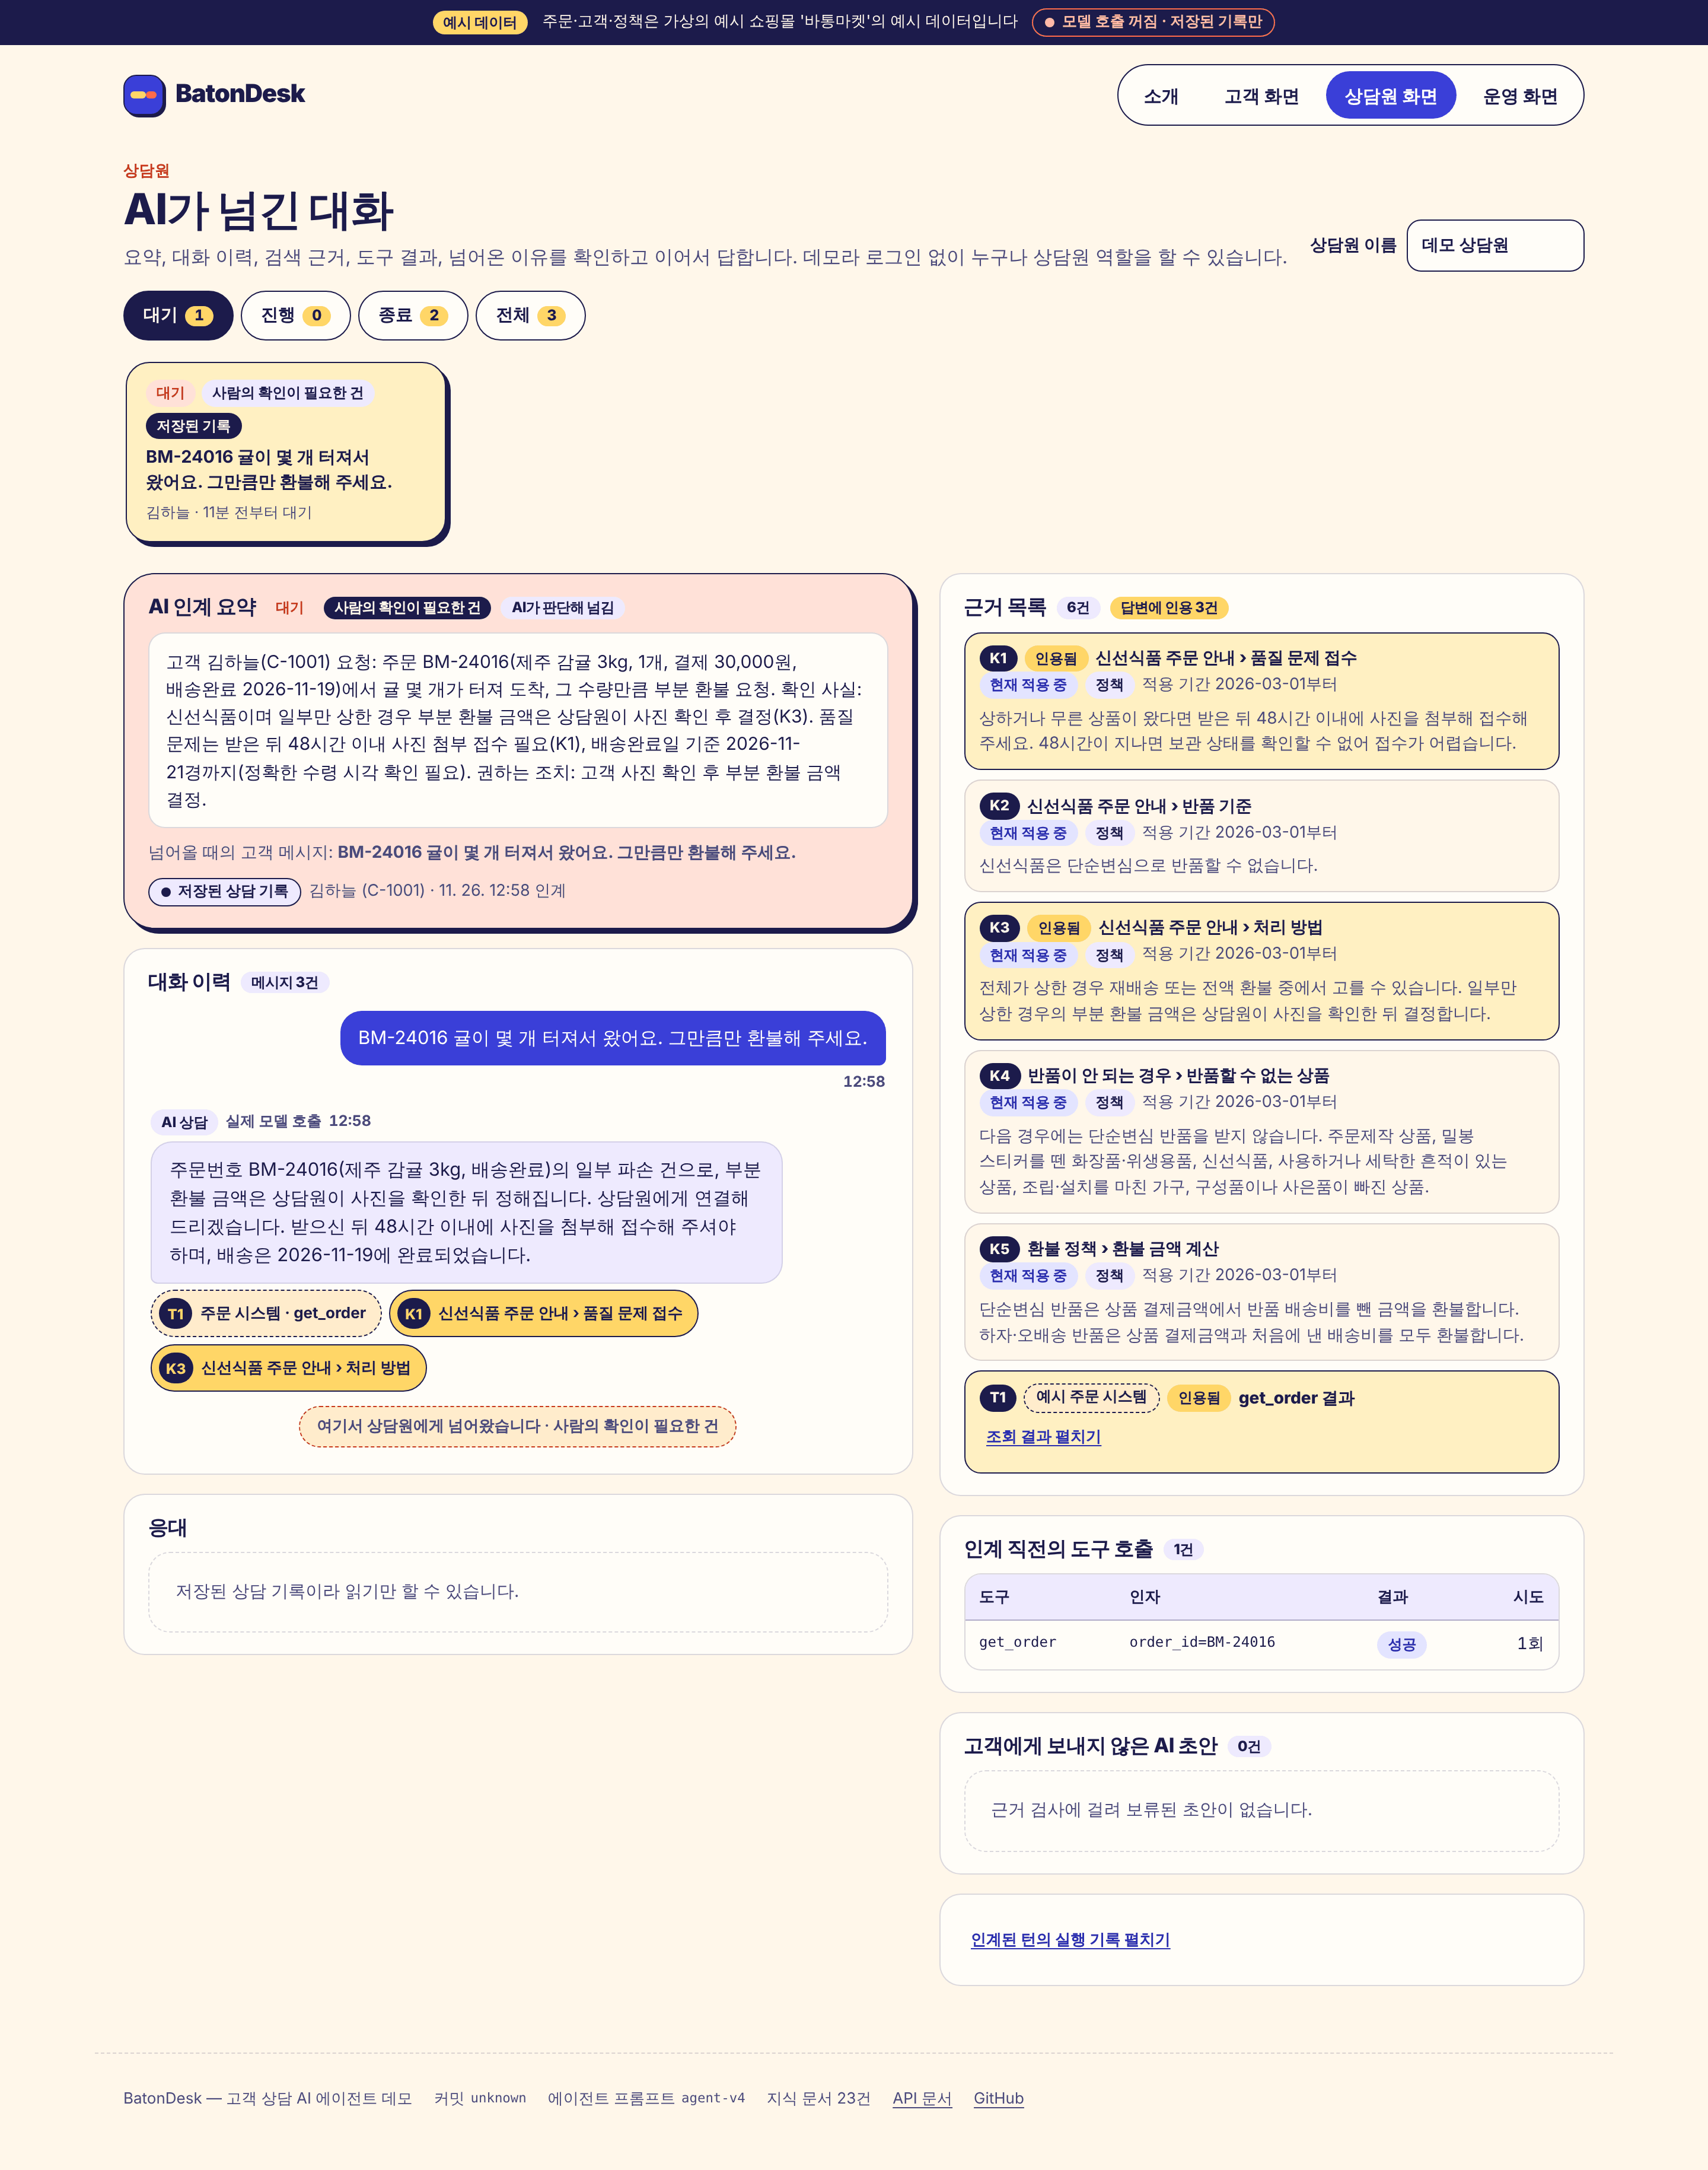 예시 데이터 주문·고객·정책은 가상의 예시 쇼핑몰 '바통마켓'의 예시 데이터입니다 모델 호출 꺼짐 · 저장된 기록만
BatonDesk
소개 고객 화면 상담원 화면 운영 화면
상담원
AI가 넘긴 대화
요약, 대화 이력, 검색 근거, 도구 결과, 넘어온 이유를 확인하고 이어서 답합니다. 데모라 로그인 없이 누구나 상담원 역할을 할 수 있습니다.
상담원 이름 데모 상담원
대기 1 진행 0 종료 2 전체 3
대기 사람의 확인이 필요한 건
저장된 기록
BM-24016 귤이 몇 개 터져서
왔어요. 그만큼만 환불해 주세요.
김하늘 · 11분 전부터 대기
AI 인계 요약 대기 사람의 확인이 필요한 건 AI가 판단해 넘김
고객 김하늘(C-1001) 요청: 주문 BM-24016(제주 감귤 3kg, 1개, 결제 30,000원,
배송완료 2026-11-19)에서 귤 몇 개가 터져 도착, 그 수량만큼 부분 환불 요청. 확인 사실:
신선식품이며 일부만 상한 경우 부분 환불 금액은 상담원이 사진 확인 후 결정(K3). 품질
문제는 받은 뒤 48시간 이내 사진 첨부 접수 필요(K1), 배송완료일 기준 2026-11-
21경까지(정확한 수령 시각 확인 필요). 권하는 조치: 고객 사진 확인 후 부분 환불 금액
결정.
넘어올 때의 고객 메시지: BM-24016 귤이 몇 개 터져서 왔어요. 그만큼만 환불해 주세요.
저장된 상담 기록 김하늘 (C-1001) · 11. 26. 12:58 인계
대화 이력 메시지 3건
BM-24016 귤이 몇 개 터져서 왔어요. 그만큼만 환불해 주세요.
12:58
AI 상담 실제 모델 호출 12:58
주문번호 BM-24016(제주 감귤 3kg, 배송완료)의 일부 파손 건으로, 부분
환불 금액은 상담원이 사진을 확인한 뒤 정해집니다. 상담원에게 연결해
드리겠습니다. 받으신 뒤 48시간 이내에 사진을 첨부해 접수해 주셔야
하며, 배송은 2026-11-19에 완료되었습니다.
T1 주문 시스템 · get_order K1 신선식품 주문 안내 › 품질 문제 접수
K3 신선식품 주문 안내 › 처리 방법
여기서 상담원에게 넘어왔습니다 · 사람의 확인이 필요한 건
응대
저장된 상담 기록이라 읽기만 할 수 있습니다.
근거 목록 6건 답변에 인용 3건
K1 인용됨 신선식품 주문 안내 › 품질 문제 접수
현재 적용 중 정책 적용 기간 2026-03-01부터
상하거나 무른 상품이 왔다면 받은 뒤 48시간 이내에 사진을 첨부해 접수해
주세요. 48시간이 지나면 보관 상태를 확인할 수 없어 접수가 어렵습니다.
K2 신선식품 주문 안내 › 반품 기준
현재 적용 중 정책 적용 기간 2026-03-01부터
신선식품은 단순변심으로 반품할 수 없습니다.
K3 인용됨 신선식품 주문 안내 › 처리 방법
현재 적용 중 정책 적용 기간 2026-03-01부터
전체가 상한 경우 재배송 또는 전액 환불 중에서 고를 수 있습니다. 일부만
상한 경우의 부분 환불 금액은 상담원이 사진을 확인한 뒤 결정합니다.
K4 반품이 안 되는 경우 › 반품할 수 없는 상품
현재 적용 중 정책 적용 기간 2026-03-01부터
다음 경우에는 단순변심 반품을 받지 않습니다. 주문제작 상품, 밀봉
스티커를 뗀 화장품·위생용품, 신선식품, 사용하거나 세탁한 흔적이 있는
상품, 조립·설치를 마친 가구, 구성품이나 사은품이 빠진 상품.
K5 환불 정책 › 환불 금액 계산
현재 적용 중 정책 적용 기간 2026-03-01부터
단순변심 반품은 상품 결제금액에서 반품 배송비를 뺀 금액을 환불합니다.
하자·오배송 반품은 상품 결제금액과 처음에 낸 배송비를 모두 환불합니다.
T1 예시 주문 시스템 인용됨 get_order 결과
조회 결과 펼치기
인계 직전의 도구 호출 1건
도구 인자 결과 시도
get_order order_id=BM-24016 성공 1회
고객에게 보내지 않은 AI 초안 0건
근거 검사에 걸려 보류된 초안이 없습니다.
인계된 턴의 실행 기록 펼치기
BatonDesk — 고객 상담 AI 에이전트 데모 커밋 unknown 에이전트 프롬프트 agent-v4 지식 문서 23건 API 문서 GitHub